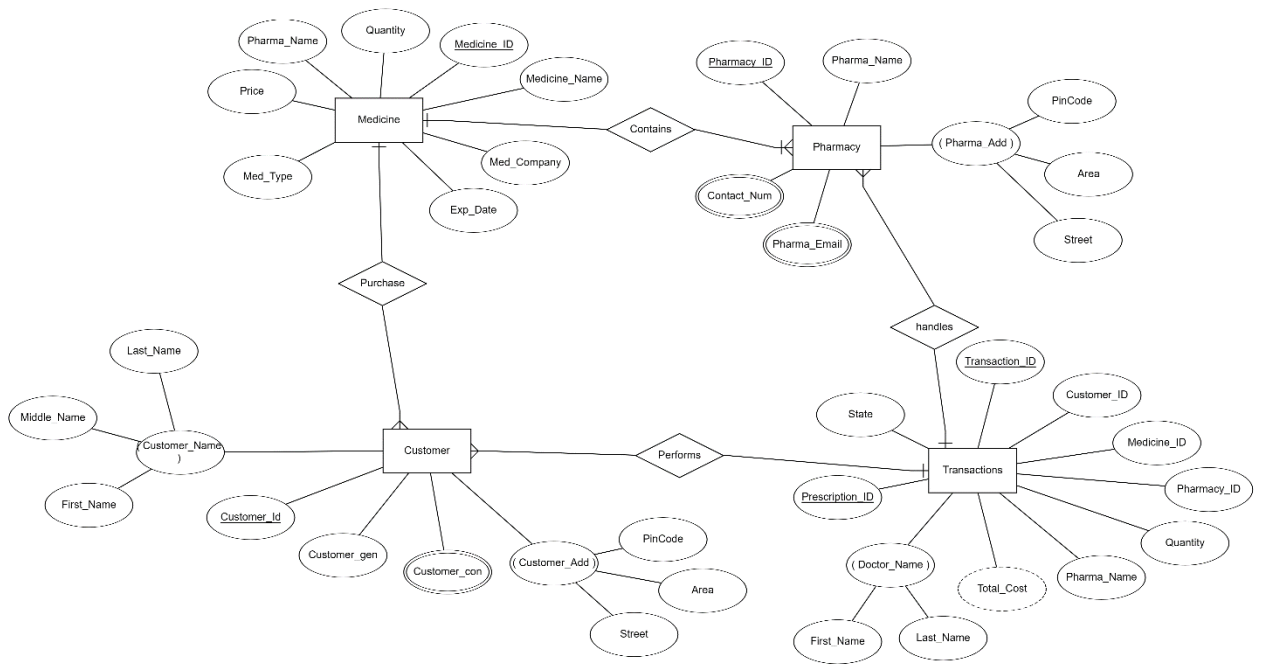 Quantity
Pharma_Name
Medicine_ID
Pharmacy_ID
Pharma_Name
Medicine_Name
Price
PinCode
Medicine
Contains
Pharmacy
( Pharma_Add )
Med_Company
Med_Type
Area
Contact_Num
Exp_Date
Pharma_Email
Street
Purchase
handles
Last_Name
Transaction_ID
Customer_ID
State
Middle_Name
Customer
Performs
Medicine_ID
( Customer_Name
)
Transactions
Pharmacy_ID
Prescription_ID
First_Name
Customer_Id
PinCode
Quantity
Customer_gen
Customer_con
( Customer_Add )
( Doctor_Name )
Pharma_Name
Area
Total_Cost
Street
First_Name
Last_Name